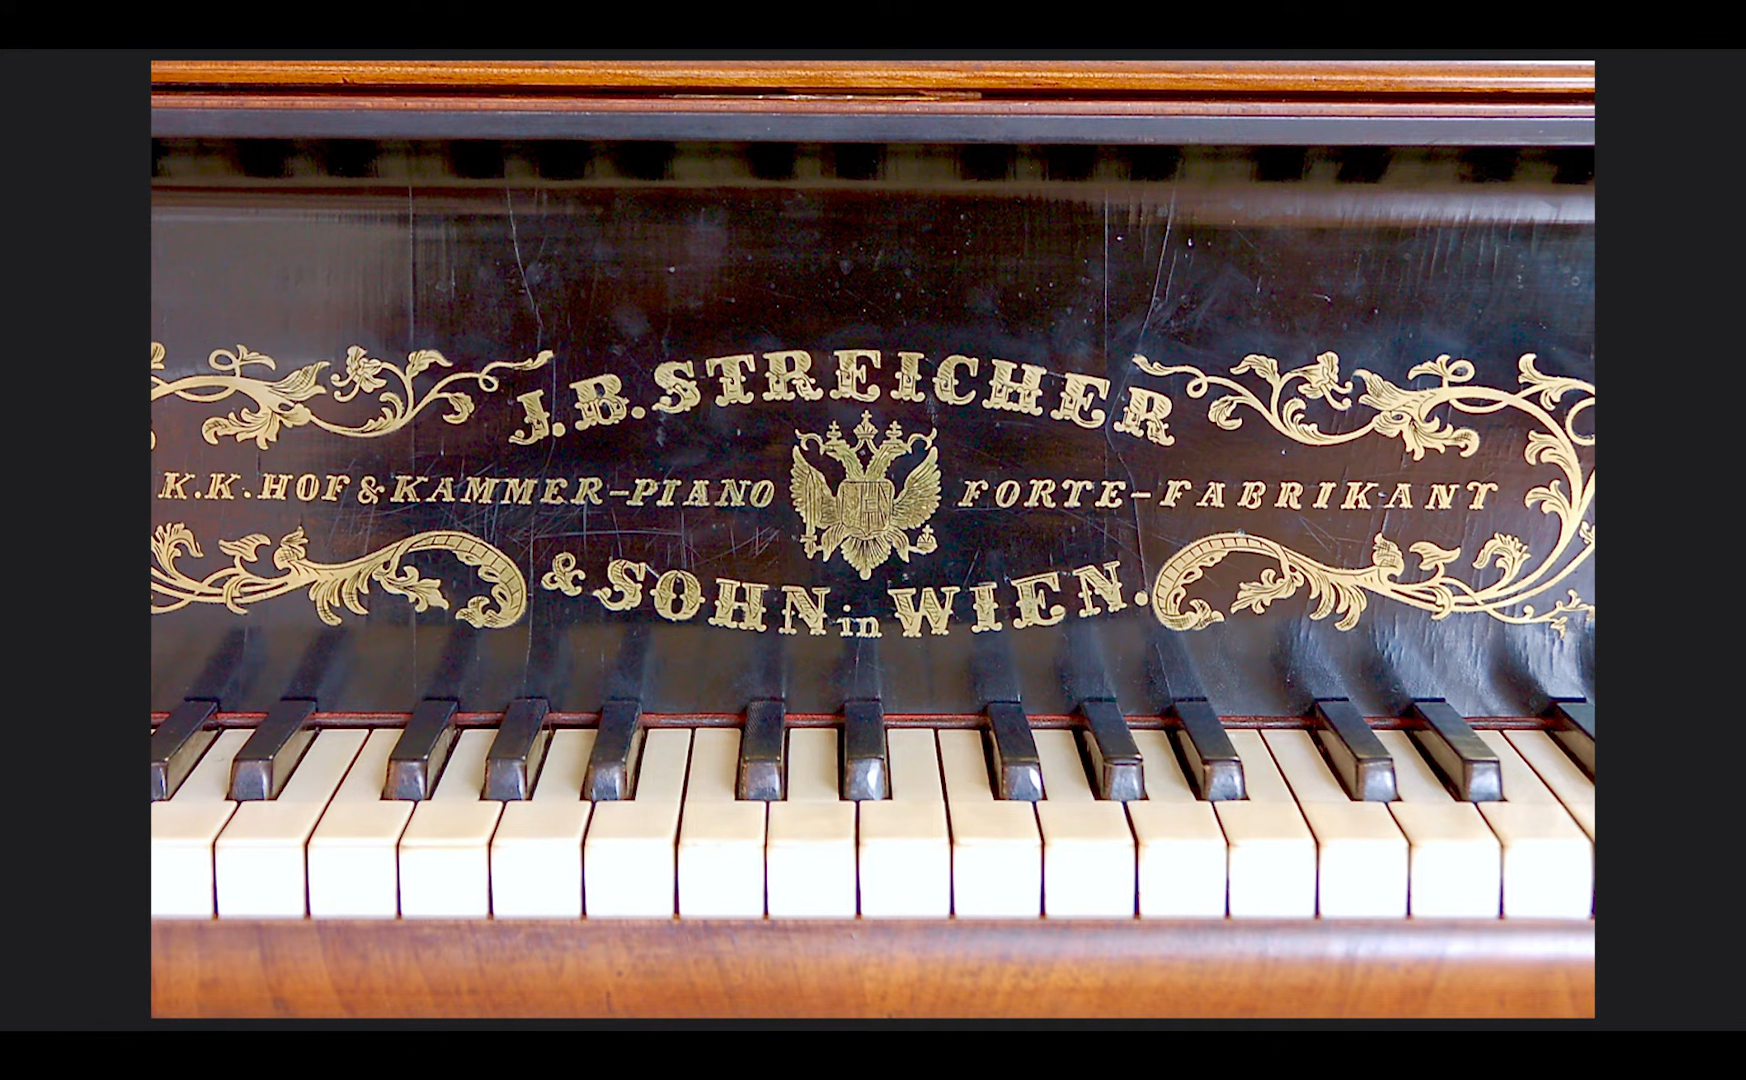 J.B. STREICHER
K.K. HOF & KAMMER-PIANO FORTE-FABRIKANT
& SOHN in WIEN.